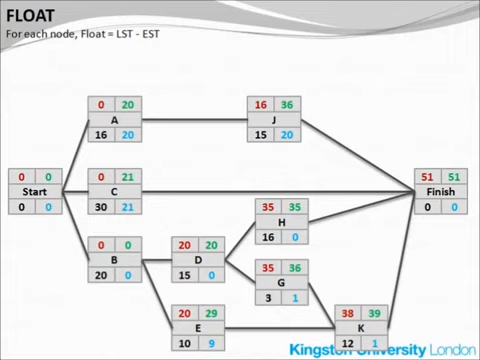 FLOAT
For each node, Float = LST - EST
0 20
A
16 20
16 36
J
15 20
0 0
Start
0 0
0 21
C
30 21
51 51
Finish
0 0
35 35
H
16 0
0 0
B
20 0
20 20
D
15 0
35 36
G
3 1
20 29
E
10 9
38 39
K
12 1
Kingston University London